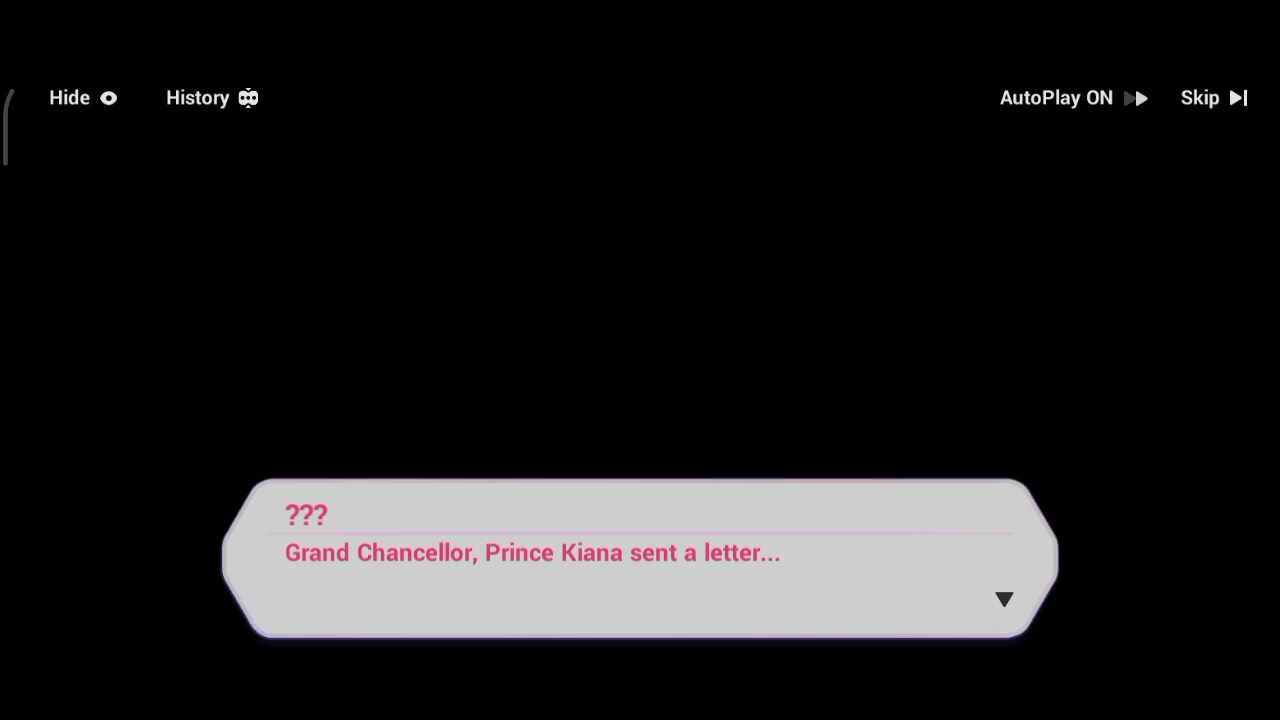 Hide
History
AutoPlay ON
Skip
???
Grand Chancellor, Prince Kiana sent a letter...